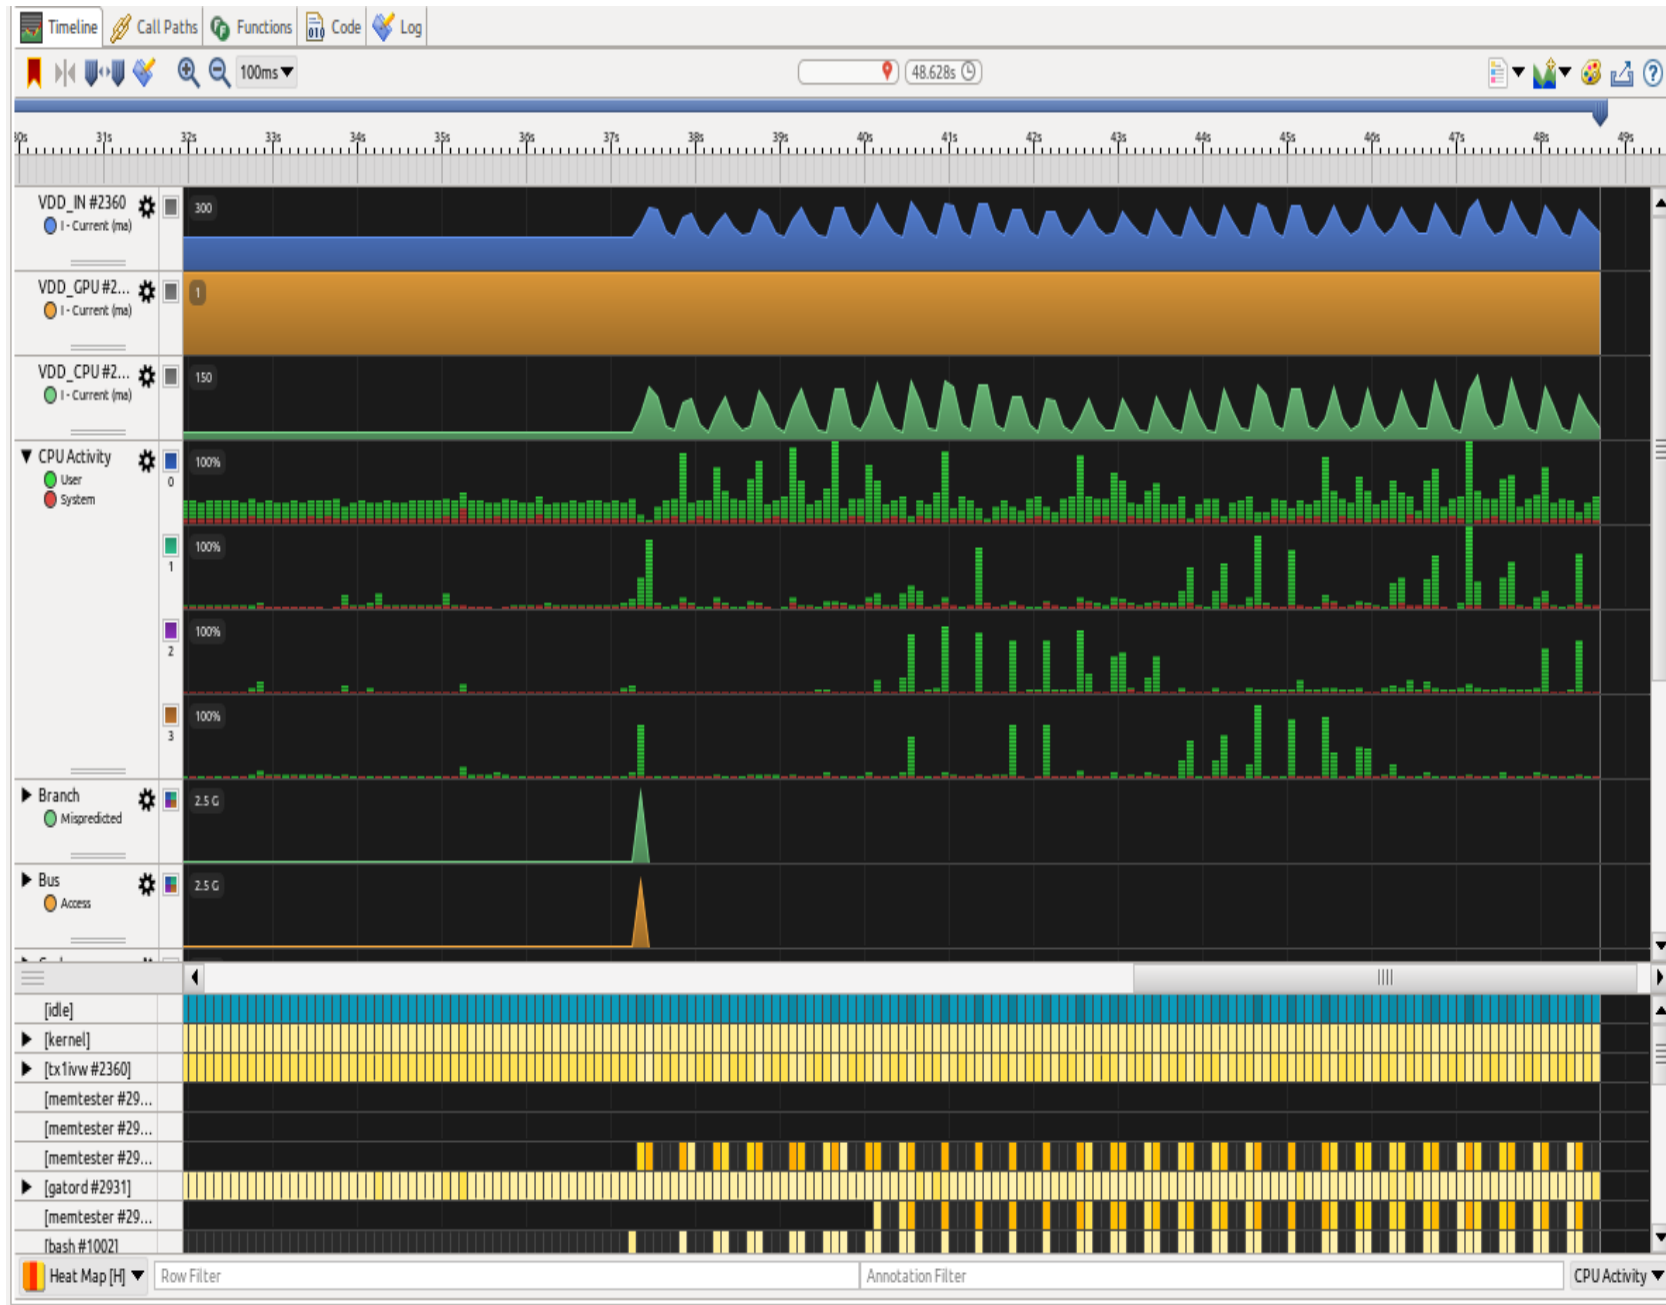 Timeline Call Paths Functions Code Log
100ms 48.628s
30s 31s 32s 33s 34s 35s 36s 37s 38s 39s 40s 41s 42s 43s 44s 45s 46s 47s 48s 49s
VDD_IN #2360
I - Current (ma)
300
VDD_GPU #2...
I - Current (ma)
1
VDD_CPU #2...
I - Current (ma)
150
CPU Activity
User
System
100%
0
100%
1
100%
2
100%
3
Branch
Mispredicted
2.5 G
Bus
Access
2.5 G
[idle]
[kernel]
[tx1ivw #2360]
[memtester #29...
[memtester #29...
[memtester #29...
[gatord #2931]
[memtester #29...
[bash #1002]
Heat Map [H] Row Filter Annotation Filter CPU Activity